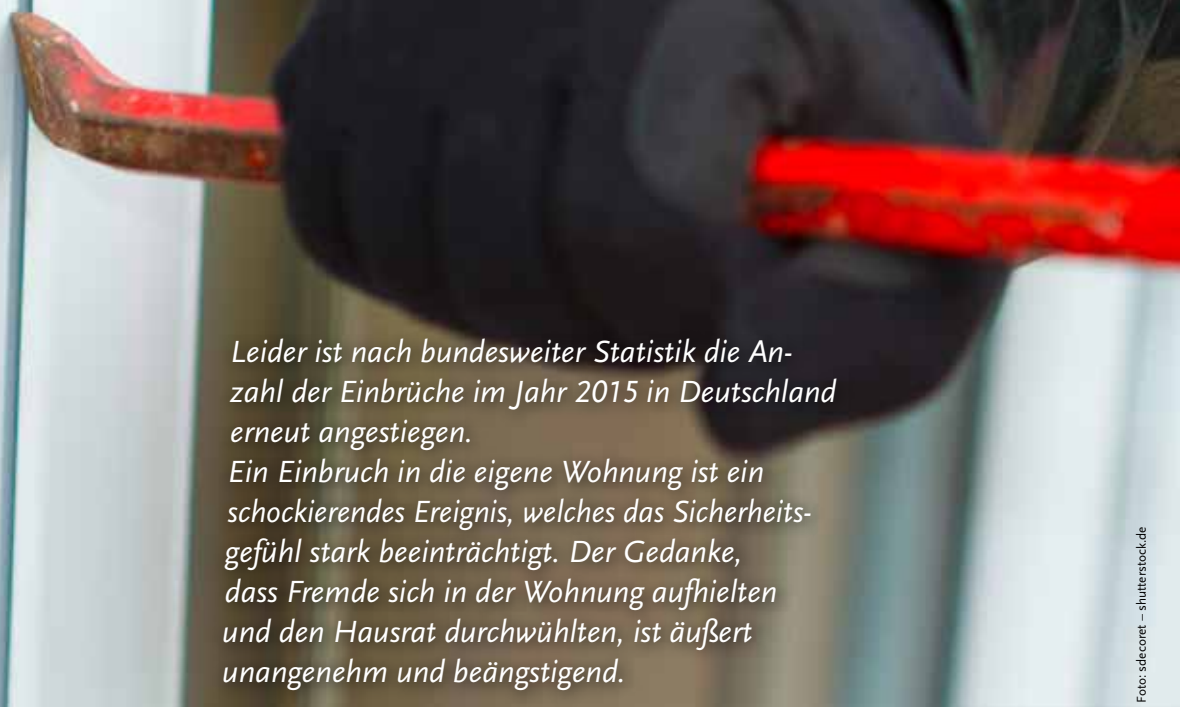 Leider ist nach bundesweiter Statistik die An-
zahl der Einbrüche im Jahr 2015 in Deutschland
erneut angestiegen.
Ein Einbruch in die eigene Wohnung ist ein
schockierendes Ereignis, welches das Sicherheits-
gefühl stark beeinträchtigt. Der Gedanke,
dass Fremde sich in der Wohnung aufhielten
und den Hausrat durchwühlten, ist äußert
unangenehm und beängstigend.
Foto: sdecoret – shutterstock.de